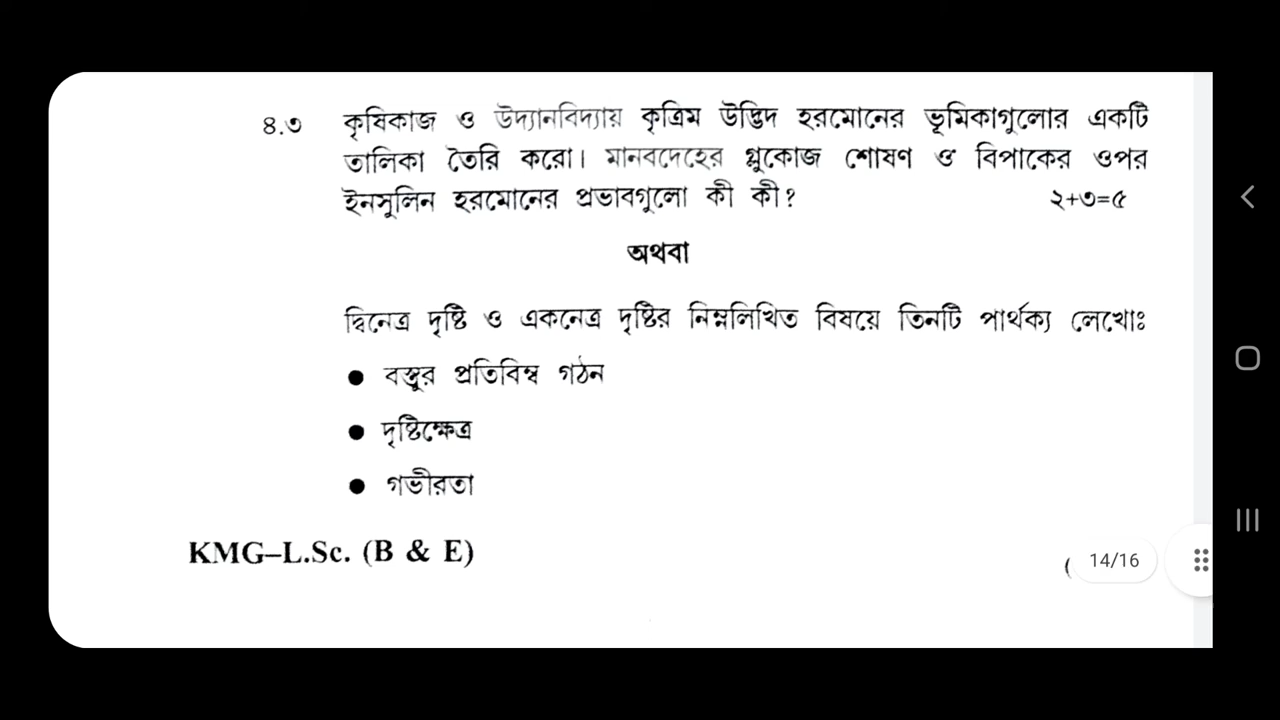 ৪.৩ কৃষিকাজ ও উদ্যানবিদ্যায় কৃত্রিম উদ্ভিদ হরমোনের ভূমিকাগুলোর একটি
তালিকা তৈরি করো। মানবদেহের গ্লুকোজ শোষণ ও বিপাকের ওপর
ইনসুলিন হরমোনের প্রভাবগুলো কী কী? ২+৩=৫
অথবা
দ্বিনেত্র দৃষ্টি ও একনেত্র দৃষ্টির নিম্নলিখিত বিষয়ে তিনটি পার্থক্য লেখোঃ
● বস্তুর প্রতিবিম্ব গঠন
● দৃষ্টিক্ষেত্র
● গভীরতা
KMG–L.Sc. (B & E) (
14/16